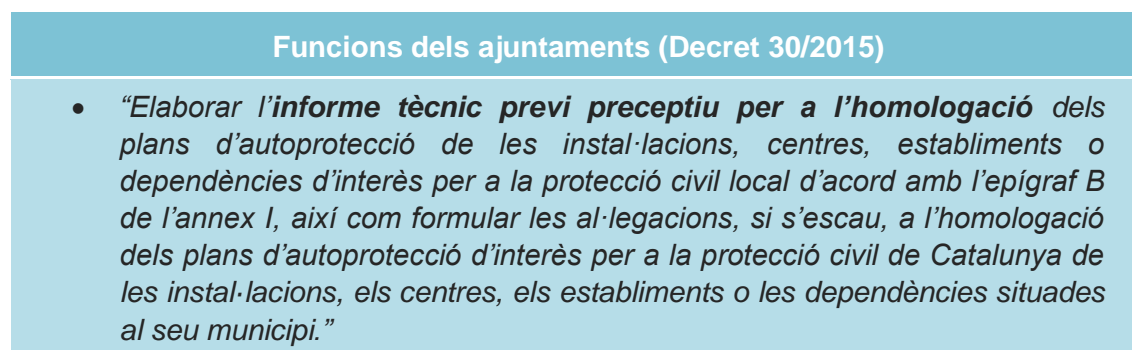 Funcions dels ajuntaments (Decret 30/2015)
• “Elaborar l’informe tècnic previ preceptiu per a l’homologació dels
plans d’autoprotecció de les instal·lacions, centres, establiments o
dependències d’interès per a la protecció civil local d’acord amb l’epígraf B
de l’annex I, així com formular les al·legacions, si s’escau, a l’homologació
dels plans d’autoprotecció d’interès per a la protecció civil de Catalunya de
les instal·lacions, els centres, els establiments o les dependències situades
al seu municipi.”